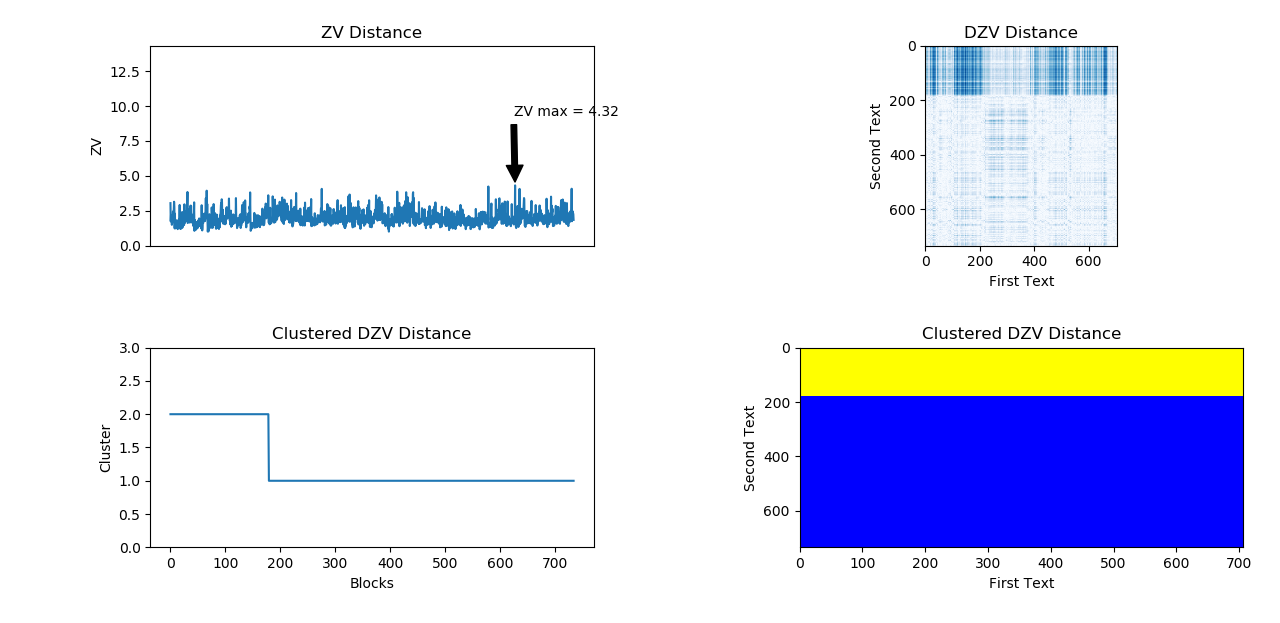 ZV Distance
12.5
10.0
7.5
5.0
2.5
0.0
ZV
ZV max = 4.32
DZV Distance
0
200
400
600
Second Text
0 200 400 600
First Text
Clustered DZV Distance
3.0
2.5
2.0
1.5
1.0
0.5
0.0
Cluster
0 100 200 300 400 500 600 700
Blocks
Clustered DZV Distance
0
200
400
600
Second Text
0 100 200 300 400 500 600 700
First Text